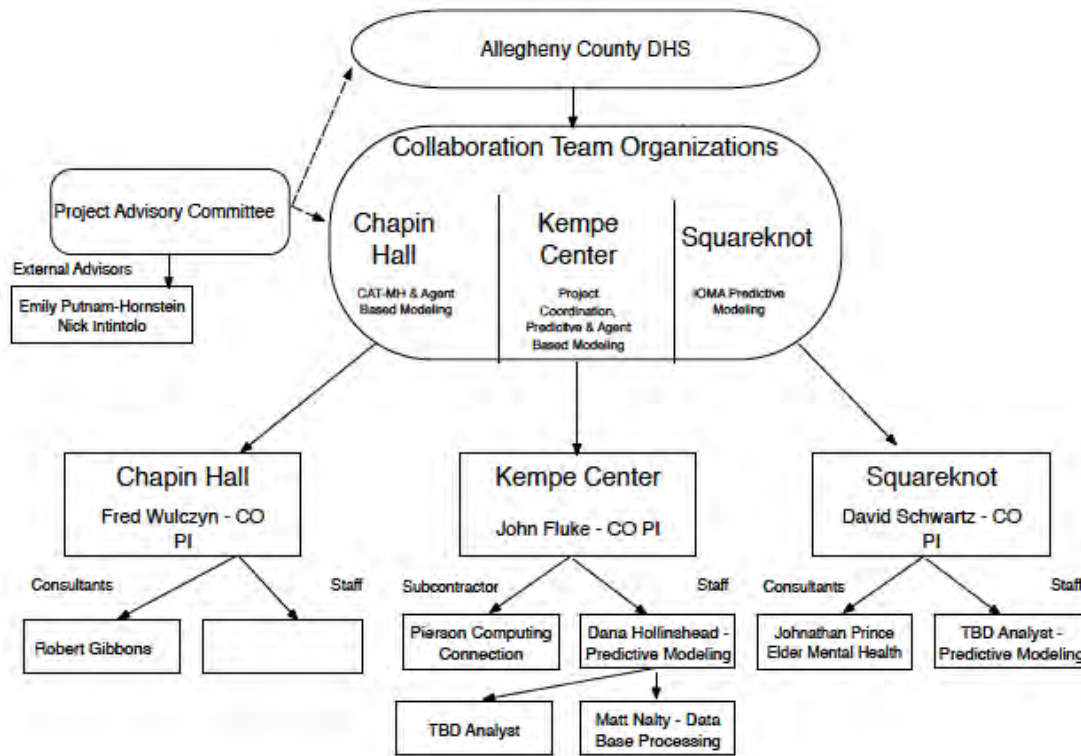 Allegheny County DHS
Collaboration Team Organizations
Project Advisory Committee
External Advisors
Emily Putnam-Hornstein
Nick Intintolo
Chapin
Hall
CAT-MH & Agent
Based Modeling
Kempe
Center
Project
Coordination,
Predictive & Agent
Based Modeling
Squareknot
IOMA Predictive
Modeling
Chapin Hall
Fred Wulczyn - CO
PI
Kempe Center
John Fluke - CO PI
Squareknot
David Schwartz - CO
PI
Consultants
Staff
Subcontractor
Staff
Consultants
Staff
Robert Gibbons
Pierson Computing
Connection
Dana Hollinshead -
Predictive Modeling
Johnathan Prince
Elder Mental Health
TBD Analyst -
Predictive Modeling
TBD Analyst
Matt Nalty - Data
Base Processing